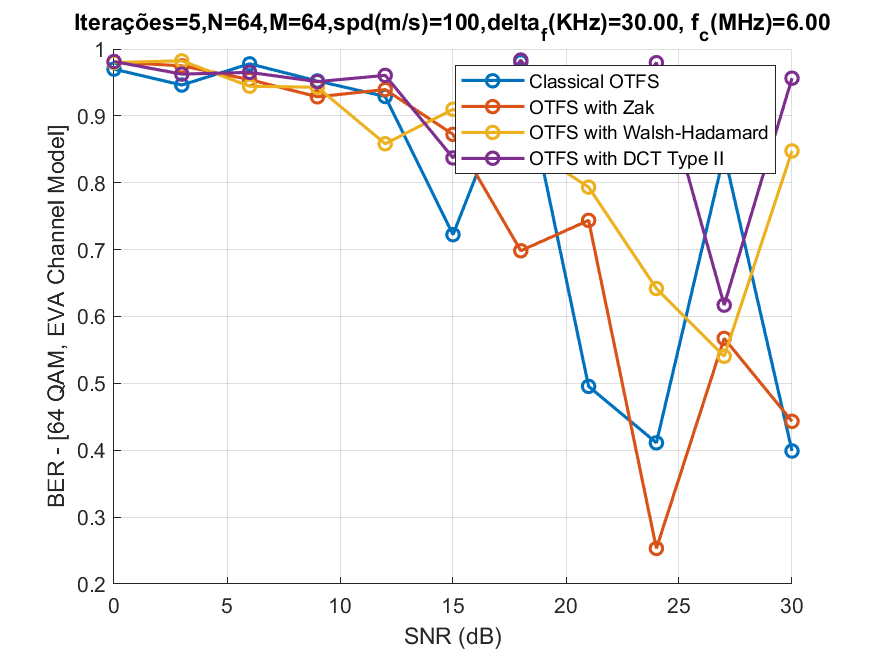 Iterações=5,N=64,M=64,spd(m/s)=100,delta_f(KHz)=30.00, f_c(MHz)=6.00
Classical OTFS
OTFS with Zak
OTFS with Walsh-Hadamard
OTFS with DCT Type II
1
0.9
0.8
0.7
0.6
0.5
0.4
0.3
0.2
BER - [64 QAM, EVA Channel Model]
0 5 10 15 20 25 30
SNR (dB)